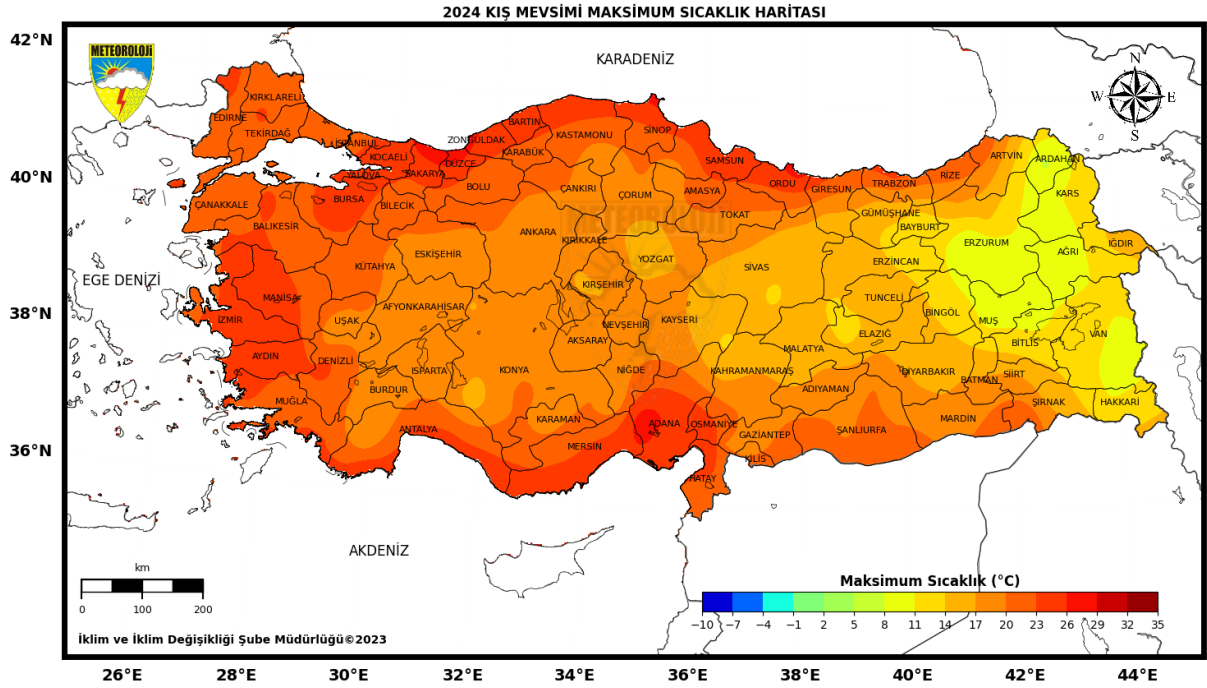 2024 KIŞ MEVSİMİ MAKSİMUM SICAKLIK HARİTASI
42°N
40°N
38°N
36°N
METEOROLOJİ
KARADENİZ
N
W E
S
KIRKLARELİ
EDİRNE
TEKİRDAĞ
İSTANBUL
KOCAELİ
YALOVA
SAKARYA
DÜZCE
ZONGULDAK
BARTIN
KARABÜK
KASTAMONU
SİNOP
SAMSUN
ORDU
GİRESUN
TRABZON
RİZE
ARTVİN
ARDAHAN
KARS
ÇANAKKALE
BURSA
BİLECİK
BOLU
ÇANKIRI
ÇORUM
AMASYA
TOKAT
GÜMÜŞHANE
BAYBURT
BALIKESİR
ANKARA
KIRIKKALE
METEOROLOJİ
ERZURUM
AĞRI
IĞDIR
EGE DENİZİ
KÜTAHYA
ESKİŞEHİR
YOZGAT
SİVAS
ERZİNCAN
MANİSA
AFYONKARAHİSAR
KIRŞEHİR
TUNCELİ
BİNGÖL
MUŞ
İZMİR
UŞAK
NEVŞEHİR
KAYSERİ
ELAZIĞ
VAN
BİTLİS
AYDIN
DENİZLİ
ISPARTA
KONYA
AKSARAY
NİĞDE
MALATYA
KAHRAMANMARAŞ
DİYARBAKIR
BATMAN
SİİRT
MUĞLA
BURDUR
ADIYAMAN
ŞIRNAK
HAKKARİ
ANTALYA
KARAMAN
MERSİN
ADANA
OSMANİYE
GAZİANTEP
ŞANLIURFA
MARDİN
KİLİS
HATAY
AKDENİZ
km
0 100 200
Maksimum Sıcaklık (°C)
−10 −7 −4 −1 2 5 8 11 14 17 20 23 26 29 32 35
İklim ve İklim Değişikliği Şube Müdürlüğü©2023
26°E 28°E 30°E 32°E 34°E 36°E 38°E 40°E 42°E 44°E